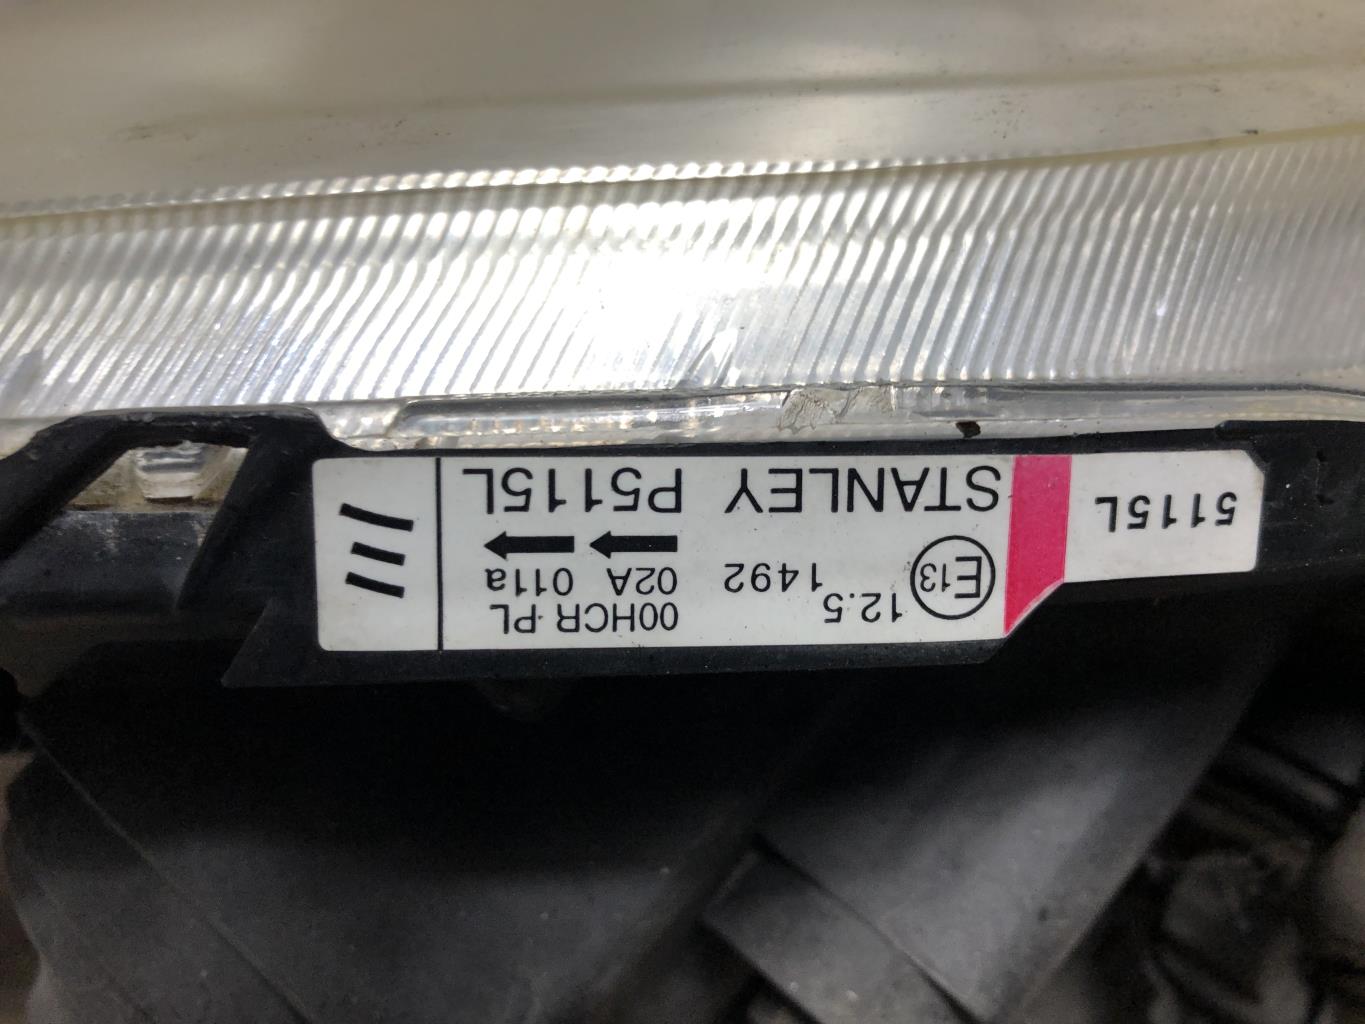 5115L
12.5 00HCR PL
E13 1492 02A 011a
STANLEY P5115L